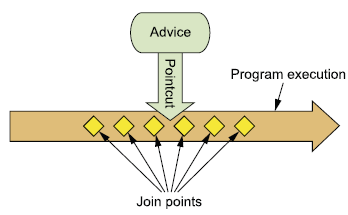 Advice
Pointcut
Program execution
Join points